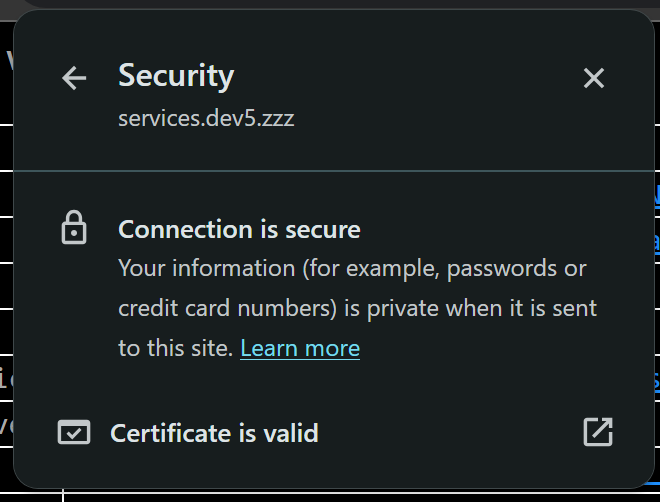 Security
services.dev5.zzz
Connection is secure
Your information (for example, passwords or
credit card numbers) is private when it is sent
to this site. Learn more
Certificate is valid